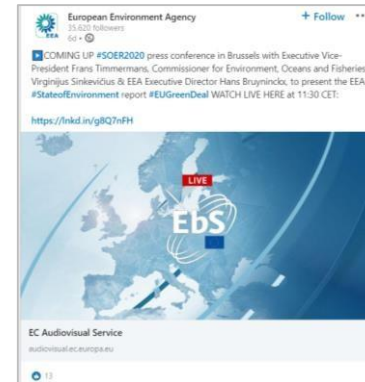 European Environment Agency
35,620 followers
6d •
+ Follow
COMING UP #SOER2020 press conference in Brussels with Executive Vice-
President Frans Timmermans, Commissioner for Environment, Oceans and Fisheries
Virginijus Sinkevičius & EEA Executive Director Hans Bruyninckx, to present the EEA
#StateofEnvironment report #EUGreenDeal WATCH LIVE HERE at 11:30 CET:
https://lnkd.in/g8Q7nFH
LIVE
EbS
EC Audiovisual Service
audiovisual.ec.europa.eu
13